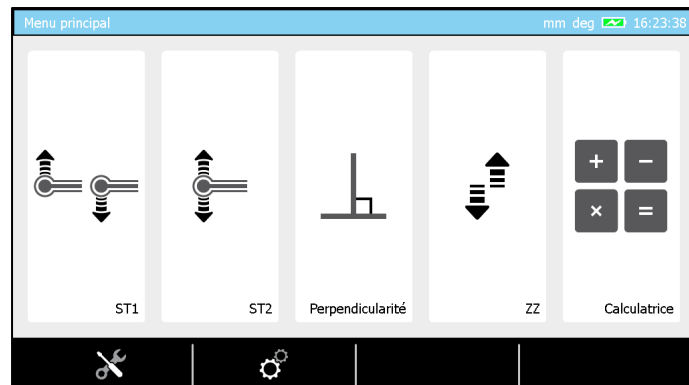 Menu principal mm deg 16:23:38
+ −
× =
ST1 ST2 Perpendicularité ZZ Calculatrice